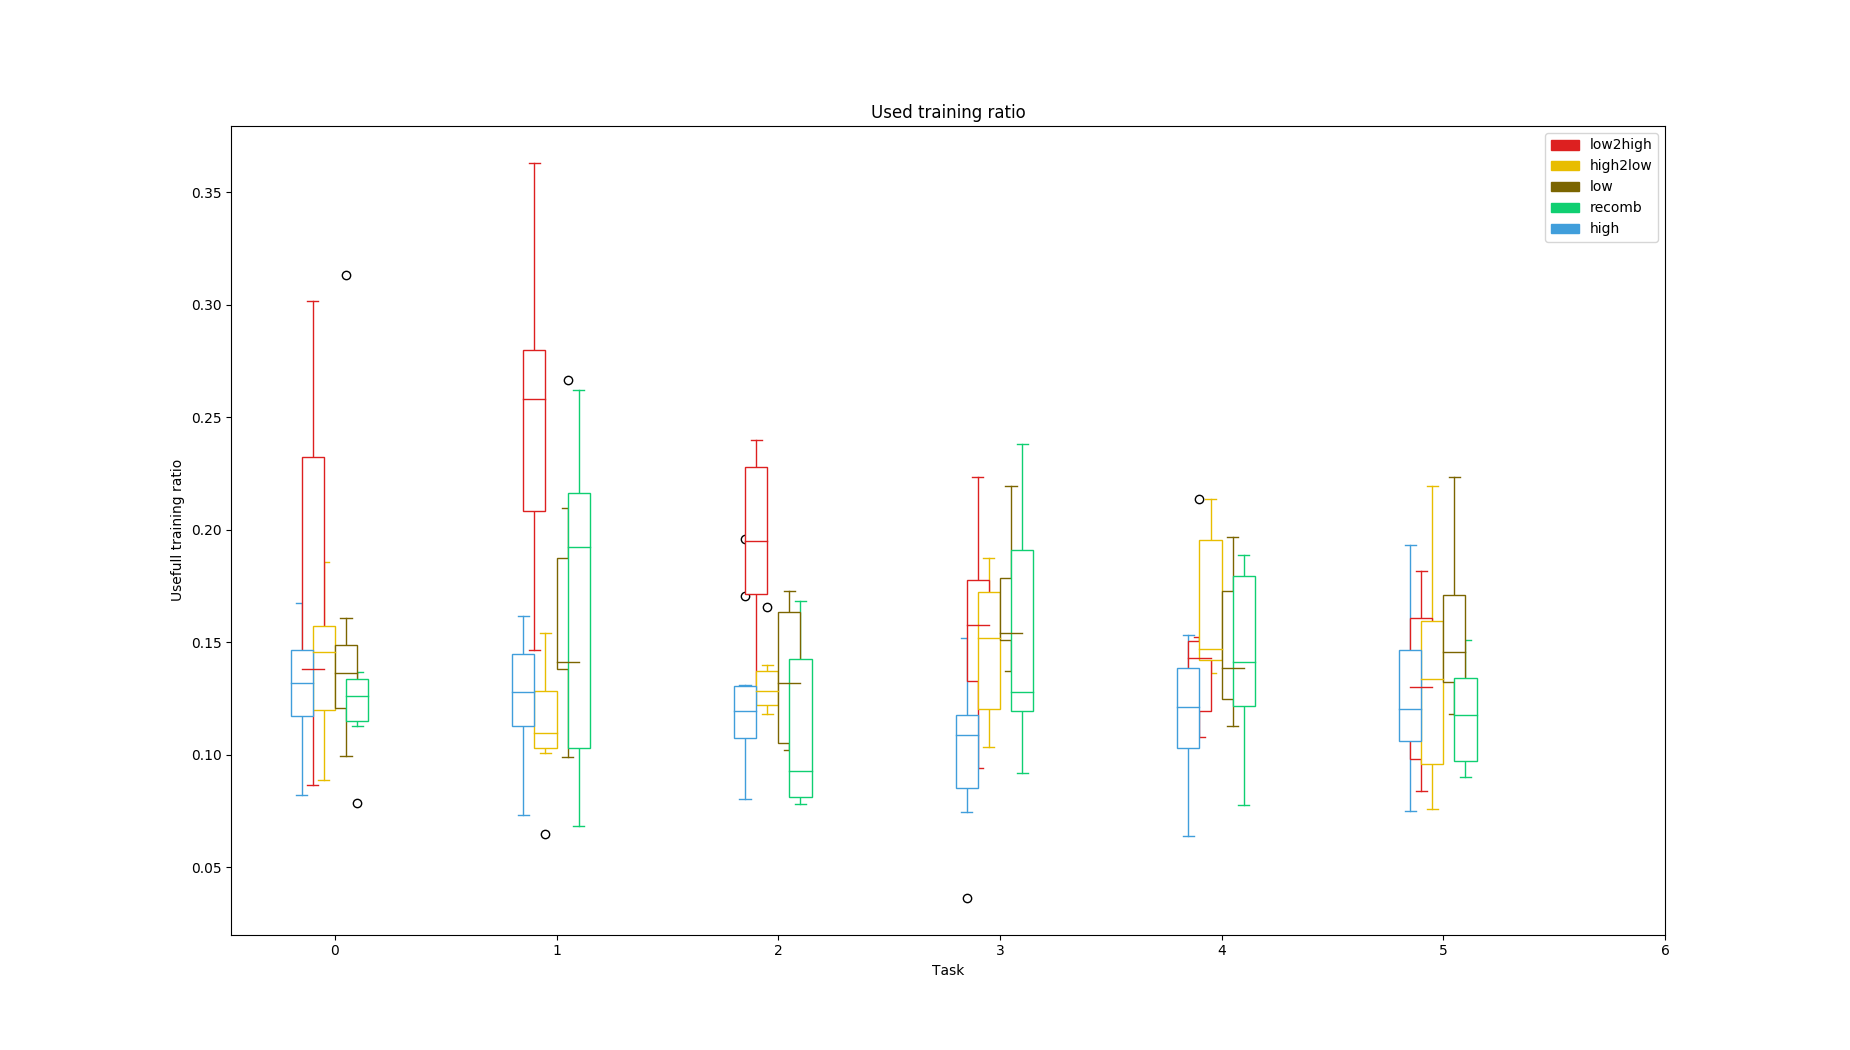 Used training ratio
low2high
high2low
low
recomb
high
Usefull training ratio
0.35
0.30
0.25
0.20
0.15
0.10
0.05
0 1 2 3 4 5 6
Task